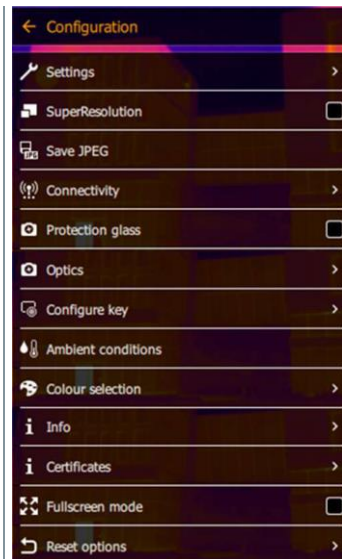 Configuration
Settings
SuperResolution
Save JPEG
Connectivity
Protection glass
Optics
Configure key
Ambient conditions
Colour selection
Info
Certificates
Fullscreen mode
Reset options